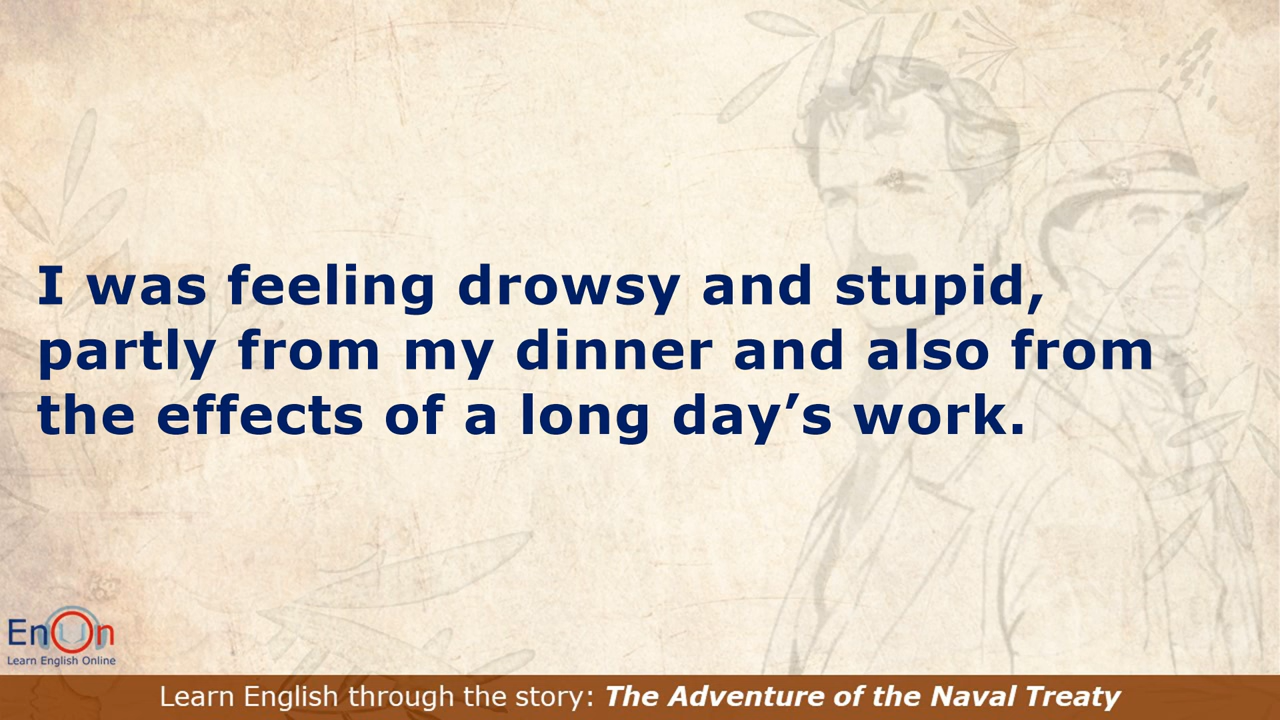 I was feeling drowsy and stupid,
partly from my dinner and also from
the effects of a long day’s work.
EnOn
Learn English Online
Learn English through the story: The Adventure of the Naval Treaty